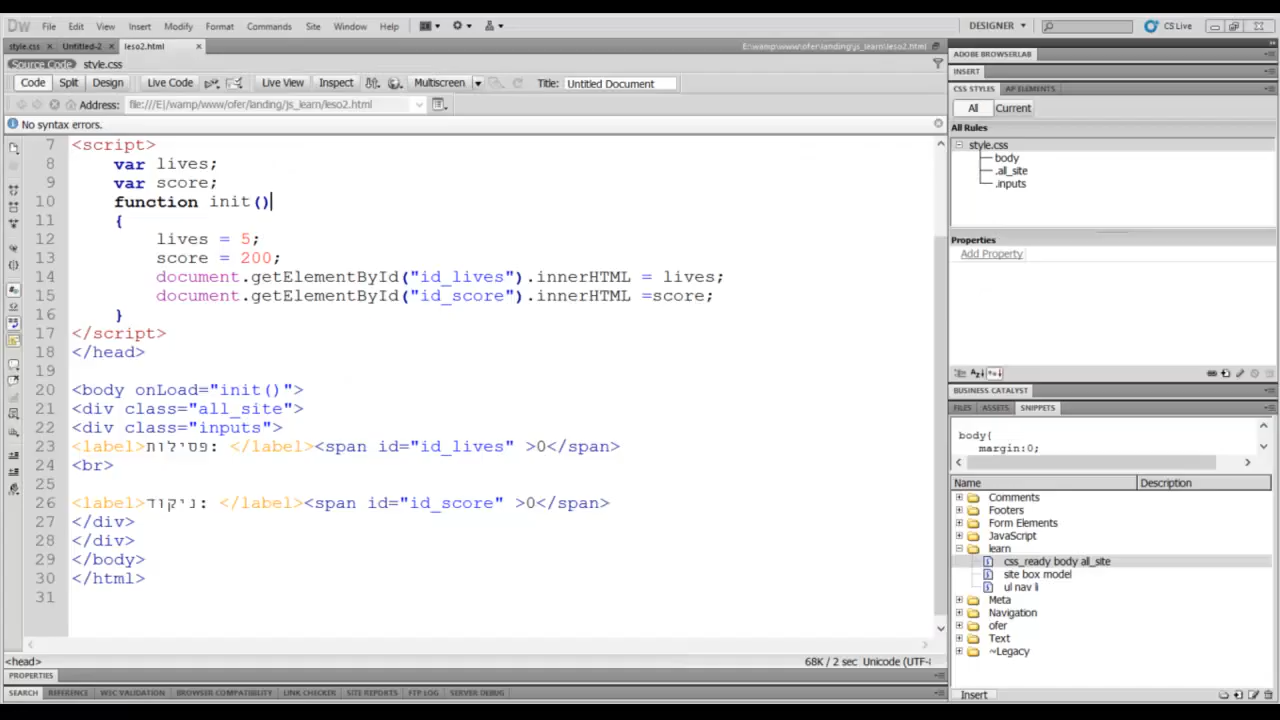 DW File Edit View Insert Modify Format Commands Site Window Help DESIGNER CS Live
style.css Untitled-2 leso2.html E:\wamp\www\ofer\landing\js_learn\leso2.html
Source Code style.css
Code Split Design Live Code Live View Inspect Multiscreen Title: Untitled Document
Address: file:///E|/wamp/www/ofer/landing/js_learn/leso2.html
No syntax errors.
7 <script>
8 var lives;
9 var score;
10 function init()
11 {
12 lives = 5;
13 score = 200;
14 document.getElementById("id_lives").innerHTML = lives;
15 document.getElementById("id_score").innerHTML =score;
16 }
17 </script>
18 </head>
19
20 <body onLoad="init()">
21 <div class="all_site">
22 <div class="inputs">
23 <label>פסילות: </label><span id="id_lives" >0</span>
24 <br>
25
26 <label>ניקוד: </label><span id="id_score" >0</span>
27 </div>
28 </div>
29 </body>
30 </html>
31
<head> 68K / 2 sec Unicode (UTF-
PROPERTIES
SEARCH REFERENCE W3C VALIDATION BROWSER COMPATIBILITY LINK CHECKER SITE REPORTS FTP LOG SERVER DEBUG
ADOBE BROWSERLAB
INSERT
CSS STYLES AP ELEMENTS
All Current
All Rules
style.css
body
.all_site
.inputs
Properties
Add Property
BUSINESS CATALYST
FILES ASSETS SNIPPETS
body{
margin:0;
Name Description
Comments
Footers
Form Elements
JavaScript
learn
css_ready body all_site
site box model
ul nav li
Meta
Navigation
ofer
Text
~Legacy
Insert